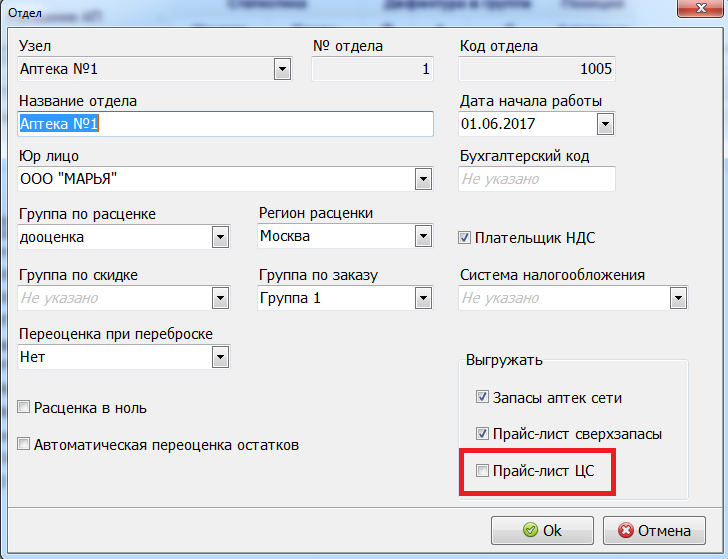 Отдел
Узел
№ отдела
Код отдела
Аптека №1
1
1005
Название отдела
Дата начала работы
Аптека №1
01.06.2017
Юр лицо
Бухгалтерский код
ООО "МАРЬЯ"
Не указано
Группа по расценке
Регион расценки
дооценка
Москва
Плательщик НДС
Группа по скидке
Группа по заказу
Система налогообложения
Не указано
Группа 1
Не указано
Переоценка при переброске
Нет
Выгружать
Запасы аптек сети
Расценка в ноль
Прайс-лист сверхзапасы
Автоматическая переоценка остатков
Прайс-лист ЦС
Ok
Отмена